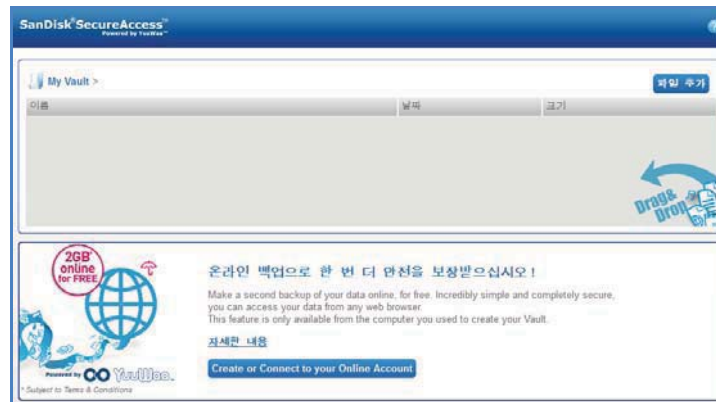 SanDisk® SecureAccess™
Powered by YuuWaa™
My Vault >
파일 추가
이름 날짜 크기
Drag&
Drop
2GB*
online
for FREE
온라인 백업으로 한 번 더 안전을 보장받으십시오!
Make a second backup of your data online, for free. Incredibly simple and completely secure,
you can access your data from any web browser.
This feature is only available from the computer you used to create your Vault.
자세한 내용
Powered by YuuWaa.
Create or Connect to your Online Account
* Subject to Terms & Conditions